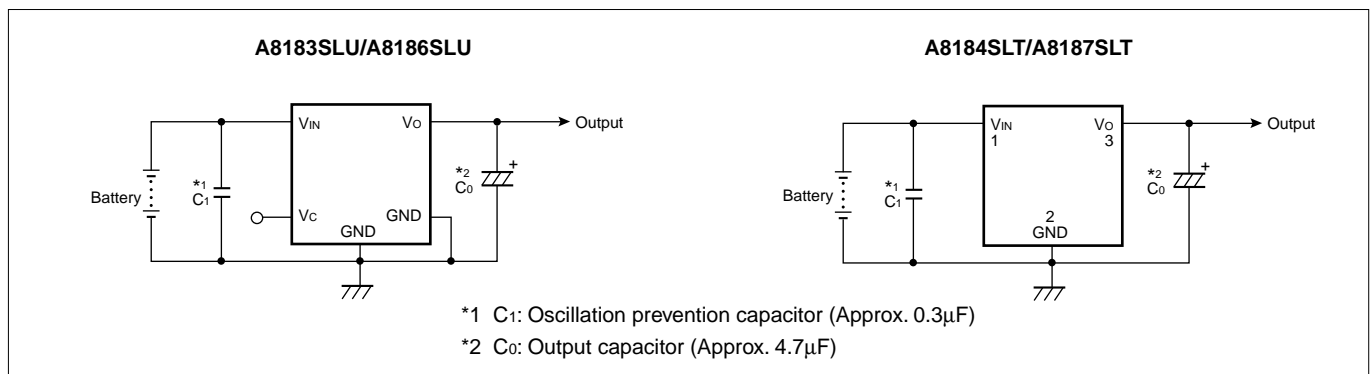 A8183SLU/A8186SLU
VIN
VO
Output
Battery
*1
C1
*2
C0
+
VC
GND
GND
A8184SLT/A8187SLT
VIN
1
VO
3
Output
Battery
*1
C1
*2
C0
+
2
GND
*1 C1: Oscillation prevention capacitor (Approx. 0.3μF)
*2 C0: Output capacitor (Approx. 4.7μF)